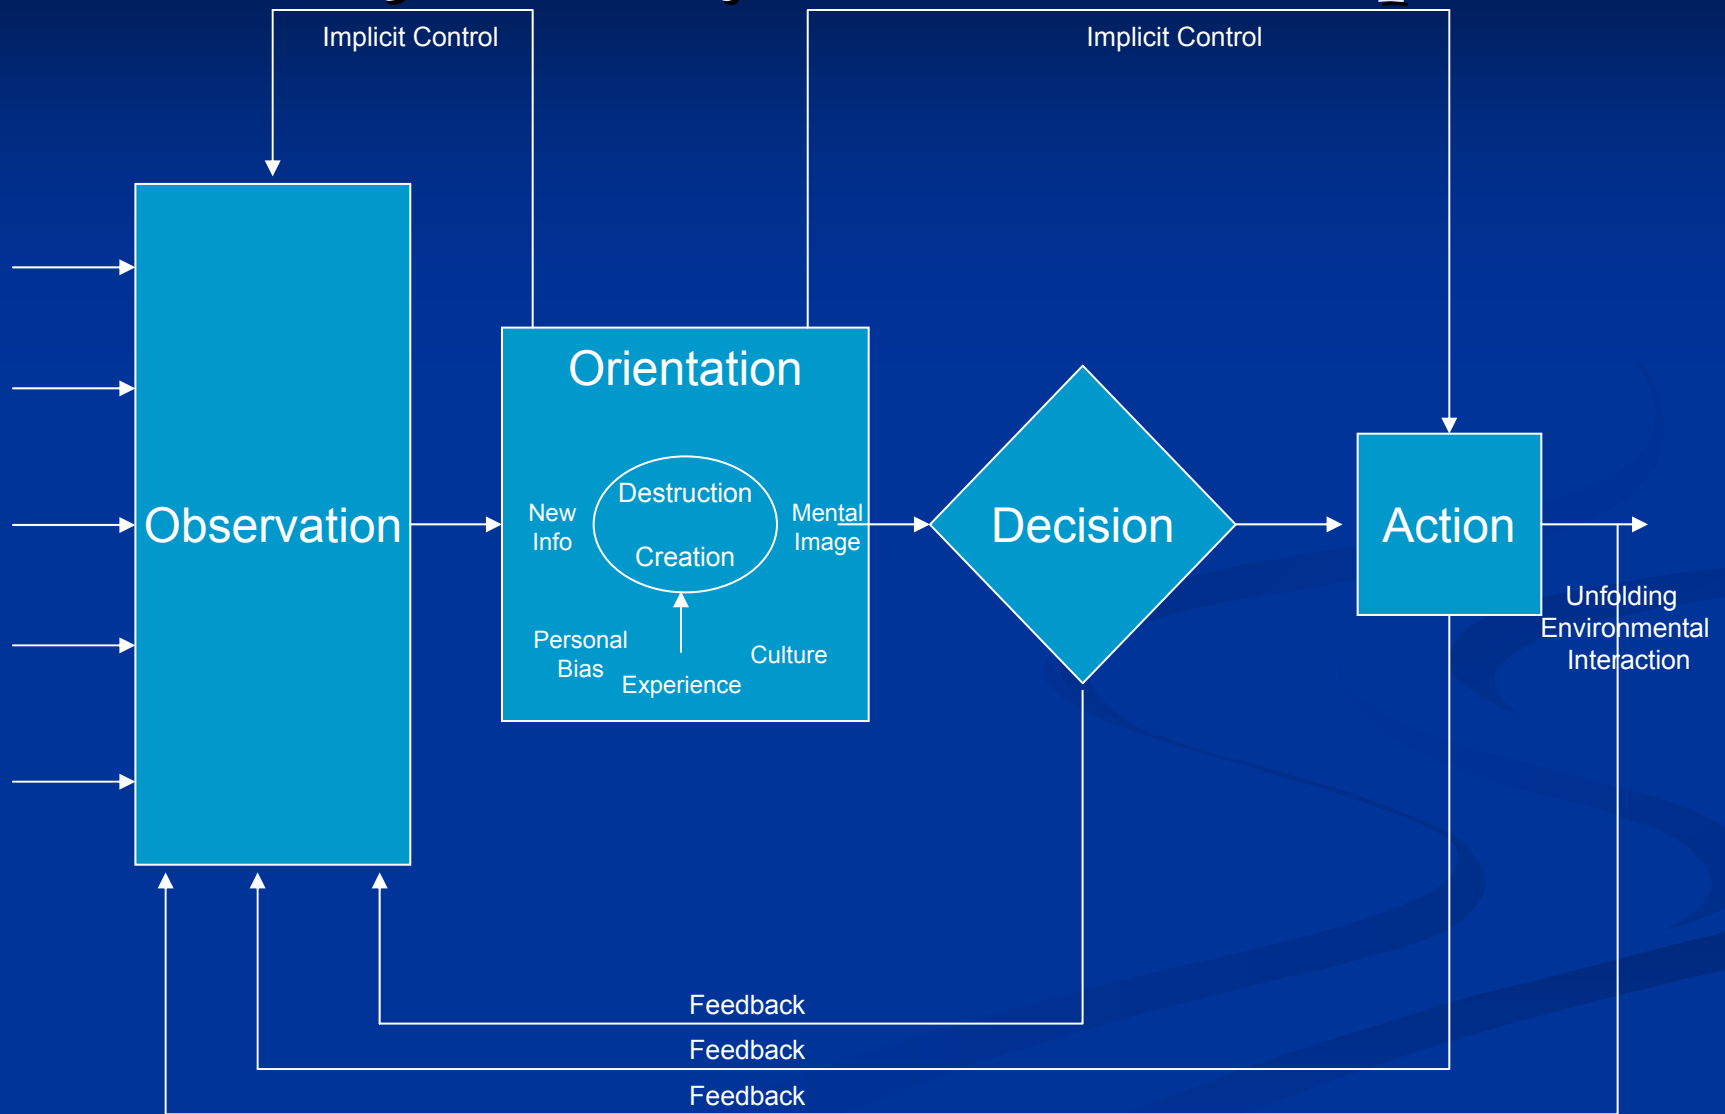 Implicit Control
Implicit Control
Observation
Orientation
Destruction
Creation
New
Info
Mental
Image
Personal
Bias
Experience
Culture
Decision
Action
Unfolding
Environmental
Interaction
Feedback
Feedback
Feedback